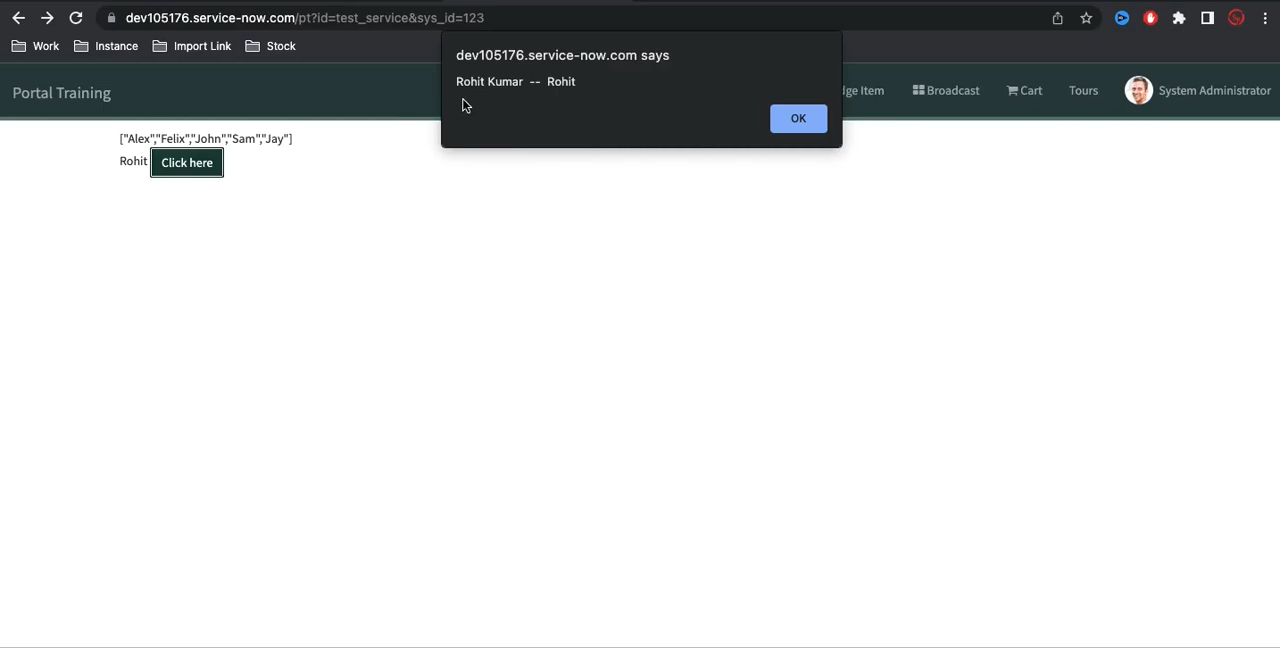 dev105176.service-now.com/pt?id=test_service&sys_id=123
Work Instance Import Link Stock
dev105176.service-now.com says
Rohit Kumar -- Rohit
OK
Portal Training
Item Broadcast Cart Tours System Administrator
["Alex","Felix","John","Sam","Jay"]
Rohit Click here